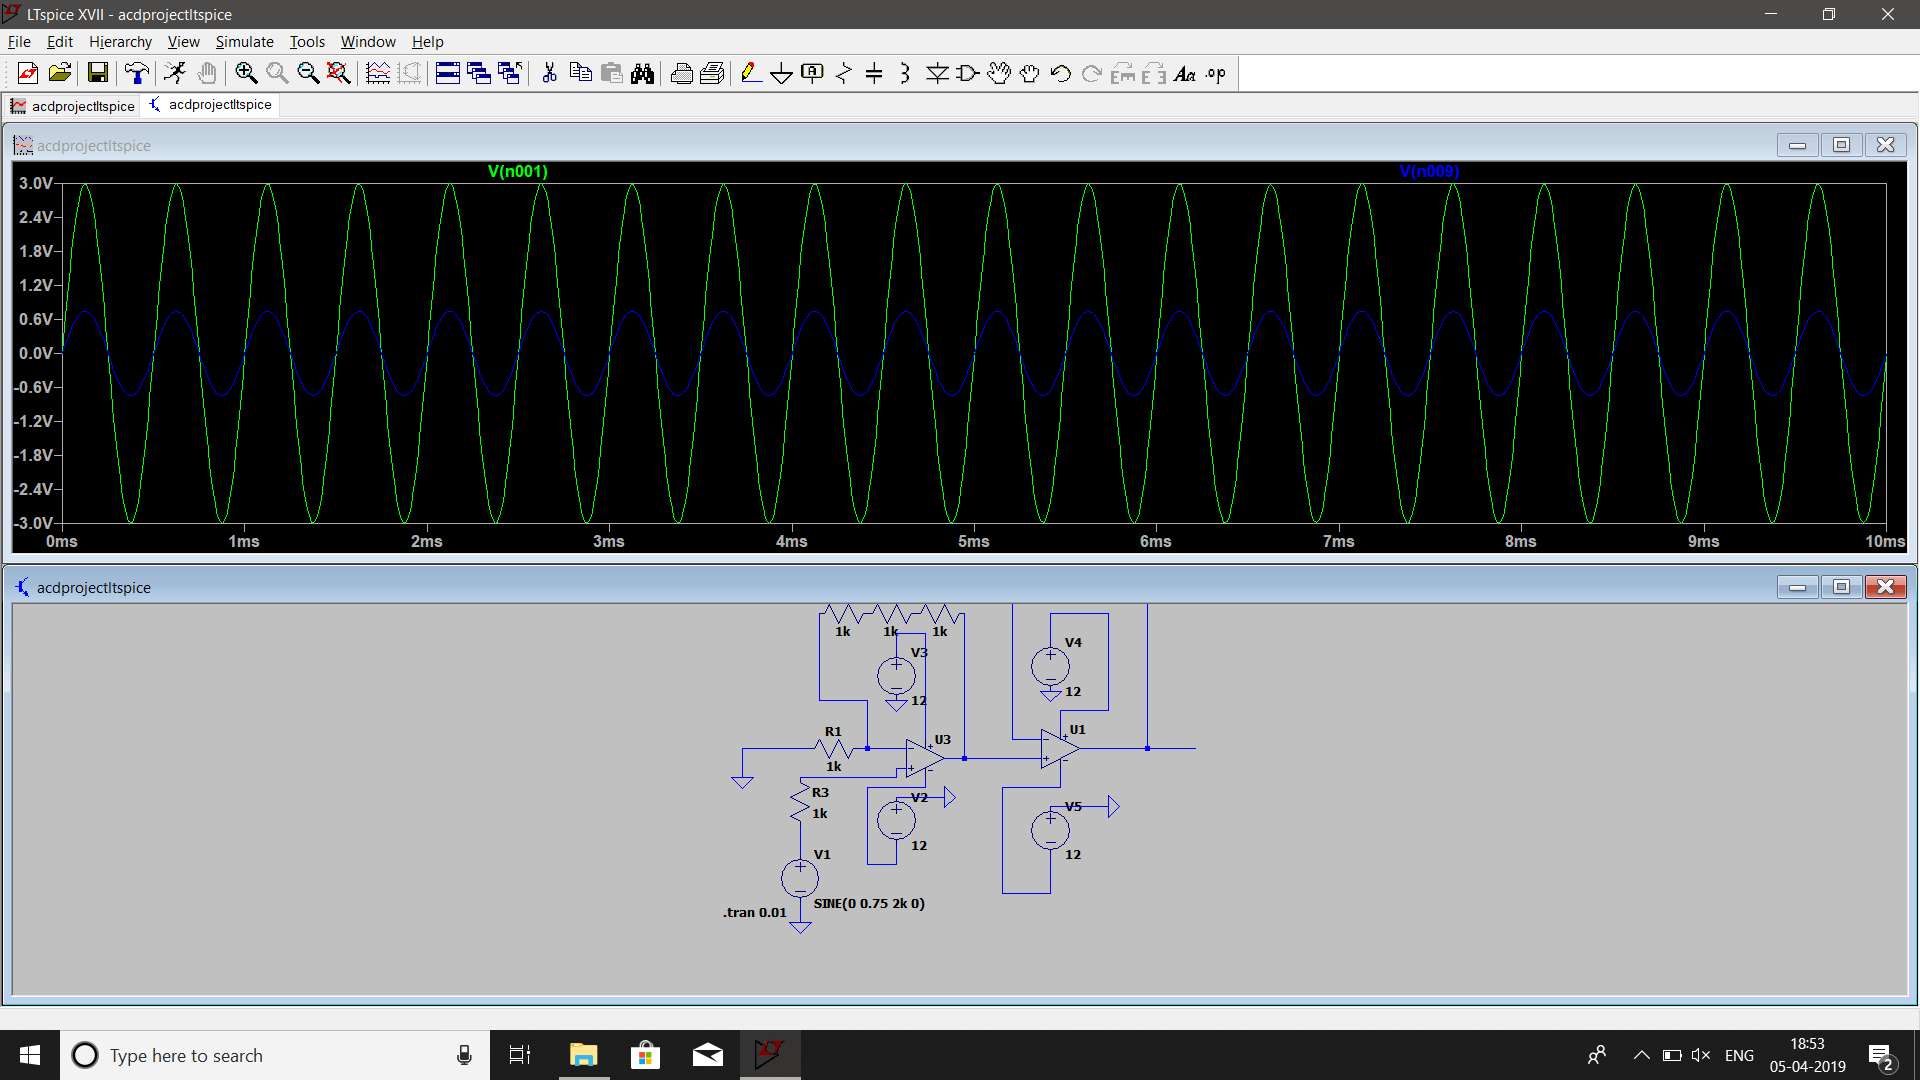 LTspice XVII - acdprojectltspice
File Edit Hierarchy View Simulate Tools Window Help
.op
acdprojectltspice acdprojectltspice
acdprojectltspice
V(n001) V(n009)
3.0V
2.4V
1.8V
1.2V
0.6V
0.0V
-0.6V
-1.2V
-1.8V
-2.4V
-3.0V
0ms 1ms 2ms 3ms 4ms 5ms 6ms 7ms 8ms 9ms 10ms
acdprojectltspice
1k 1k 1k
V4
V3
12
12
R1 U3 U1
1k
R3 V2 V5
1k
12
V1 12
SINE(0 0.75 2k 0)
.tran 0.01
Type here to search
ENG
18:53
05-04-2019
2